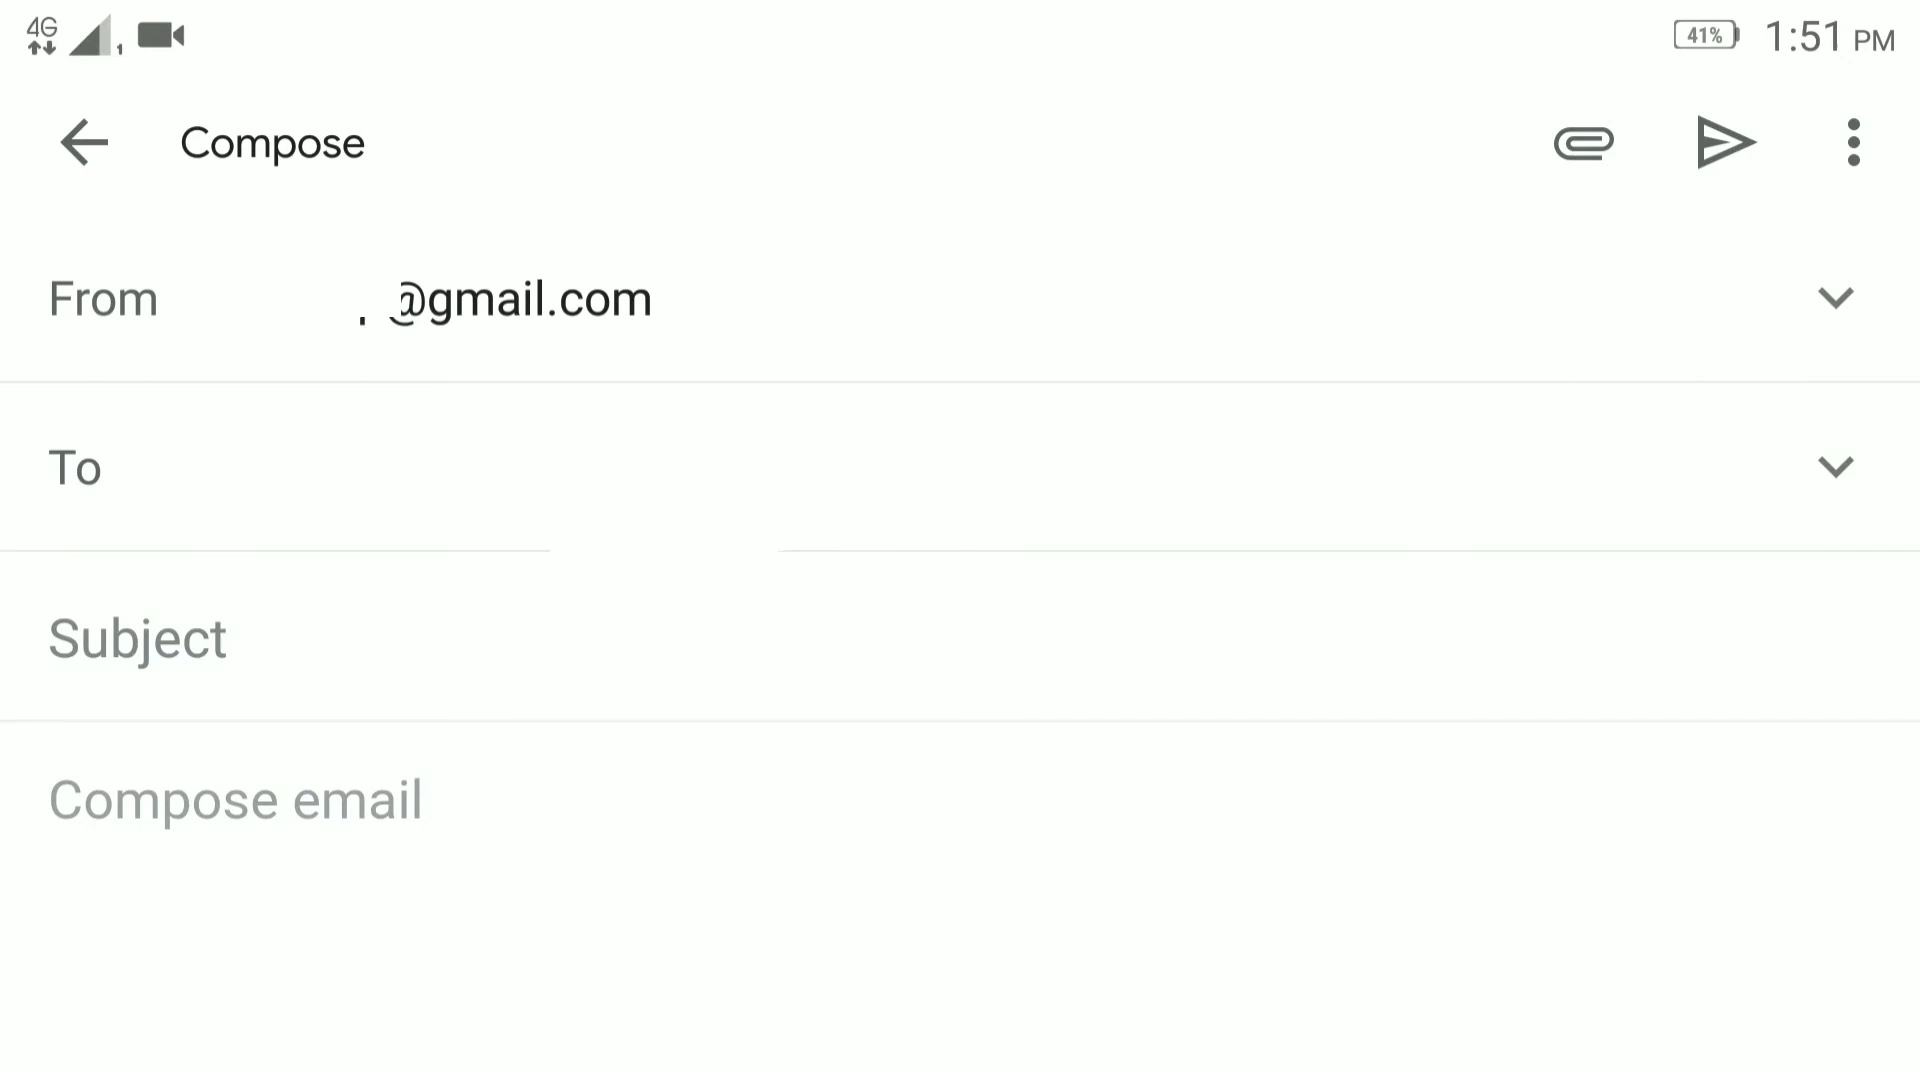 4G 1 41% 1:51 PM
Compose
From @gmail.com
To
Subject
Compose email